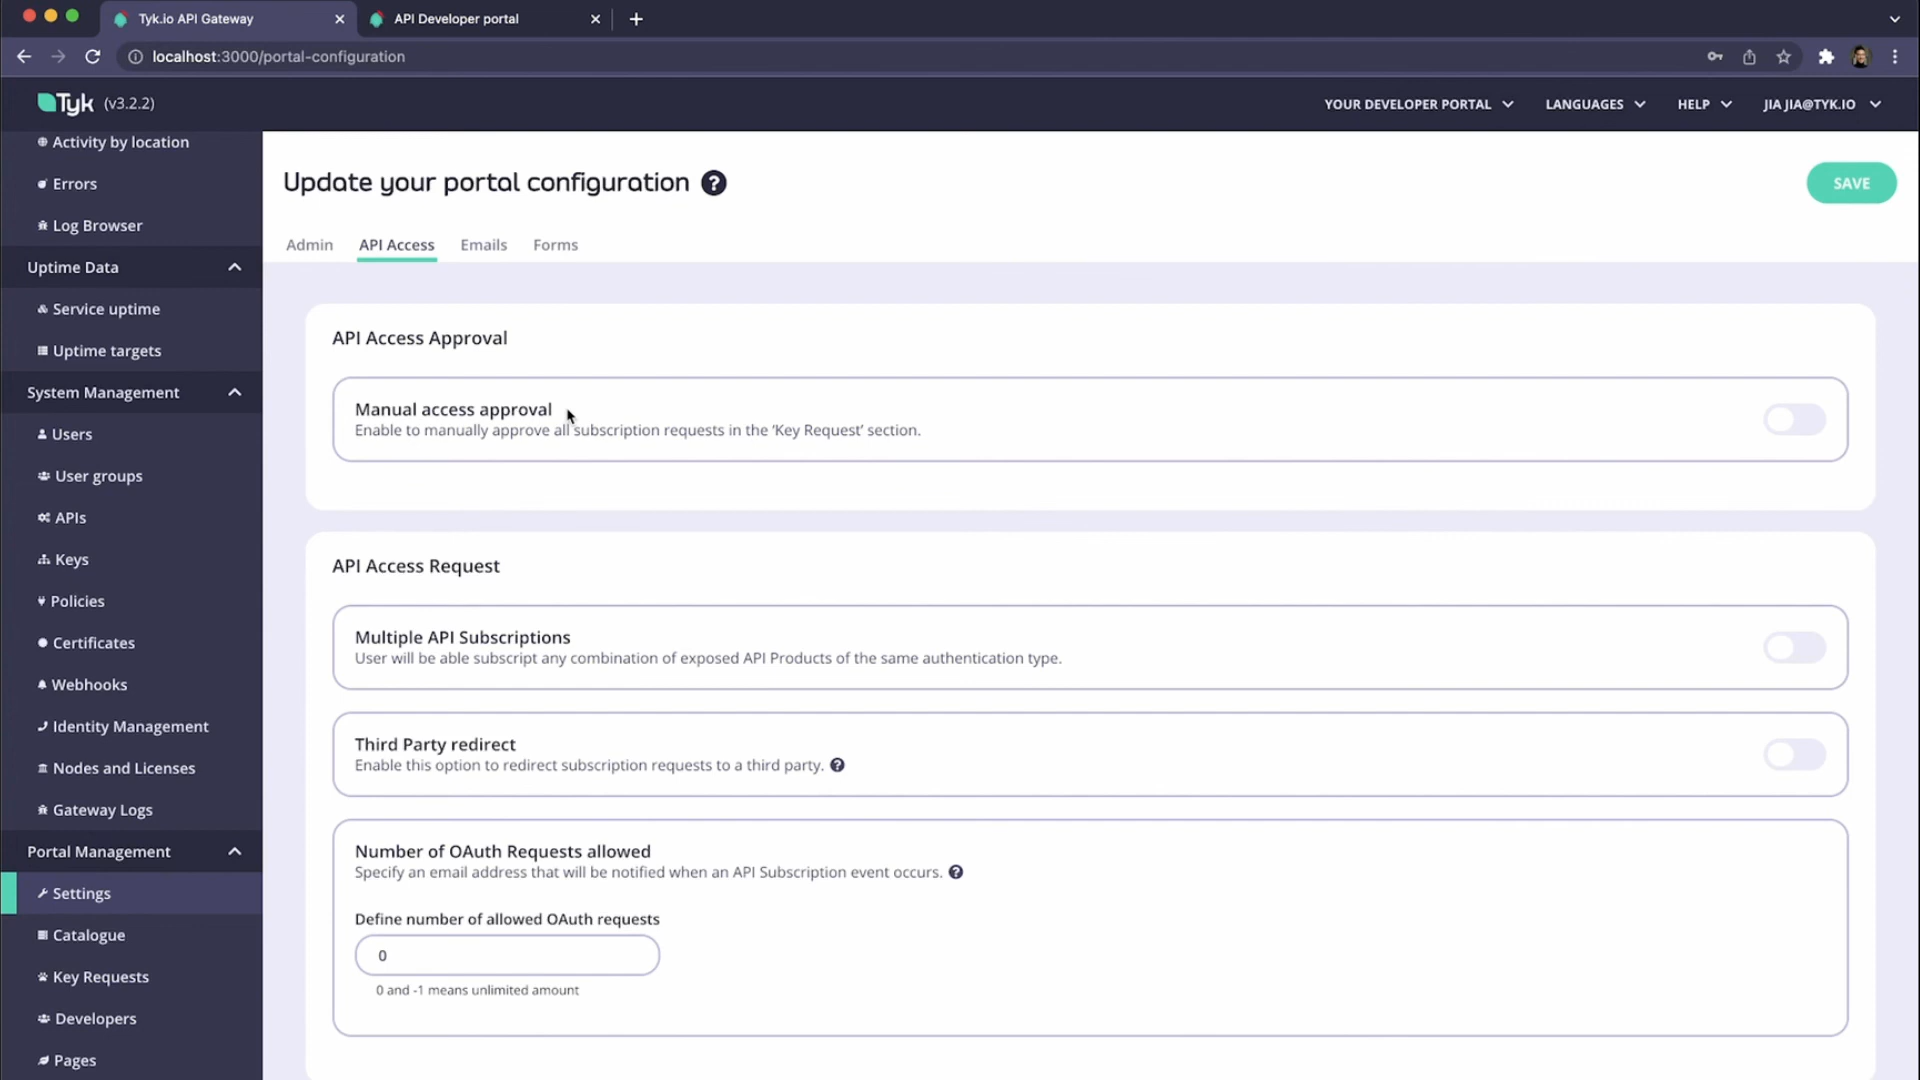 Tyk.io API Gateway
API Developer portal
localhost:3000/portal-configuration
Tyk (v3.2.2)
YOUR DEVELOPER PORTAL
LANGUAGES
HELP
JIA JIA@TYK.IO
Activity by location
Errors
Log Browser
Uptime Data
Service uptime
Uptime targets
System Management
Users
User groups
APIs
Keys
Policies
Certificates
Webhooks
Identity Management
Nodes and Licenses
Gateway Logs
Portal Management
Settings
Catalogue
Key Requests
Developers
Pages
Update your portal configuration ?
SAVE
Admin
API Access
Emails
Forms
API Access Approval
Manual access approval
Enable to manually approve all subscription requests in the ‘Key Request’ section.
API Access Request
Multiple API Subscriptions
User will be able subscript any combination of exposed API Products of the same authentication type.
Third Party redirect
Enable this option to redirect subscription requests to a third party. ?
Number of OAuth Requests allowed
Specify an email address that will be notified when an API Subscription event occurs. ?
Define number of allowed OAuth requests
0
0 and -1 means unlimited amount